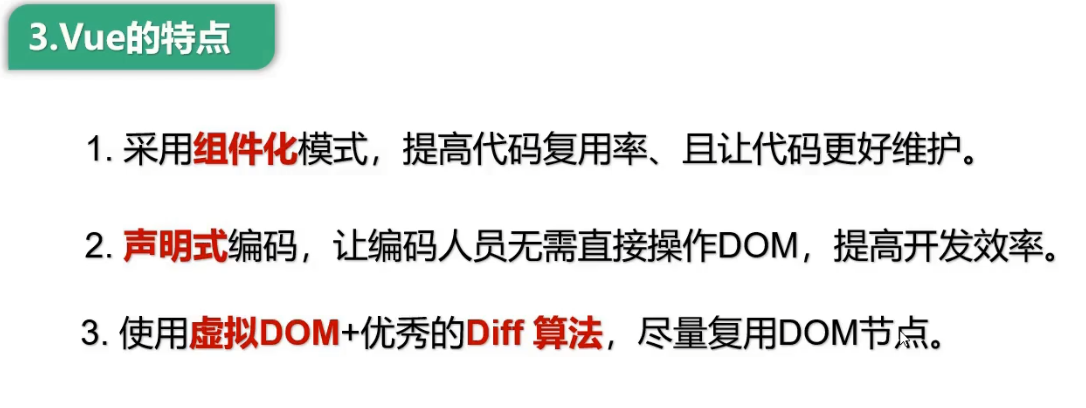 3.Vue的特点
1. 采用组件化模式，提高代码复用率、且让代码更好维护。
2. 声明式编码，让编码人员无需直接操作DOM，提高开发效率。
3. 使用虚拟DOM+优秀的Diff 算法，尽量复用DOM节点。